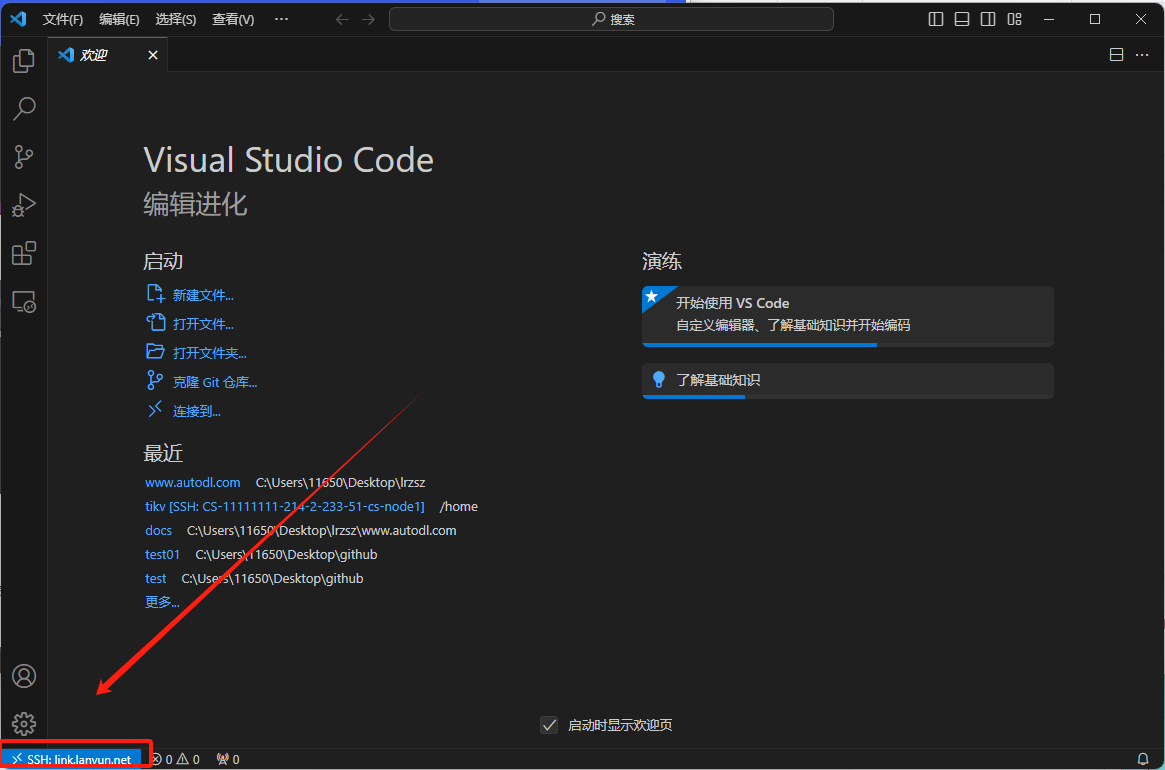 文件(F) 编辑(E) 选择(S) 查看(V) ··· 搜索
欢迎
Visual Studio Code
编辑进化
启动
新建文件...
打开文件...
打开文件夹...
克隆 Git 仓库...
连接到...
最近
www.autodl.com C:\Users\11650\Desktop\lrzsz
tikv [SSH: CS-11111111-214-2-233-51-cs-node1] /home
docs C:\Users\11650\Desktop\lrzsz\www.autodl.com
test01 C:\Users\11650\Desktop\github
test C:\Users\11650\Desktop\github
更多...
演练
开始使用 VS Code
自定义编辑器、了解基础知识并开始编码
了解基础知识
启动时显示欢迎页
SSH: link.lanyun.net 0 0 0